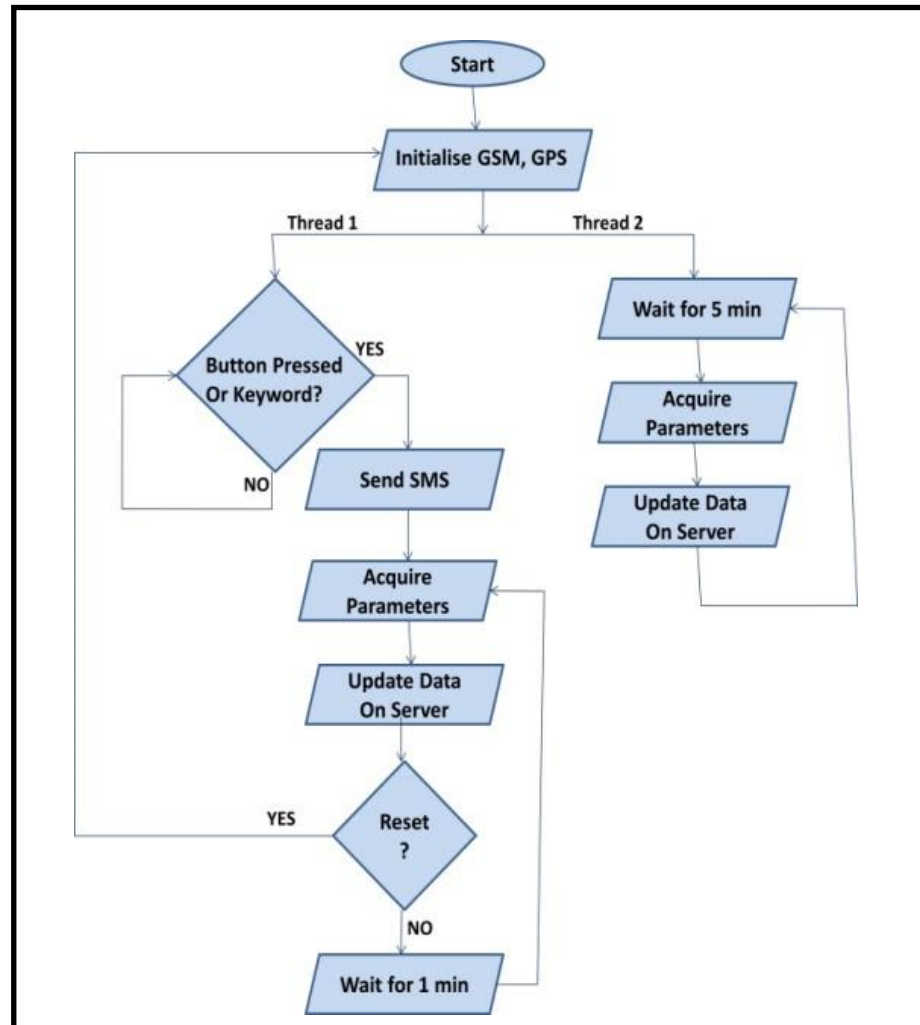 Start
Initialise GSM, GPS
Thread 1
Thread 2
Button Pressed
Or Keyword?
YES
NO
Send SMS
Acquire
Parameters
Update Data
On Server
Reset
?
YES
NO
Wait for 1 min
Wait for 5 min
Acquire
Parameters
Update Data
On Server